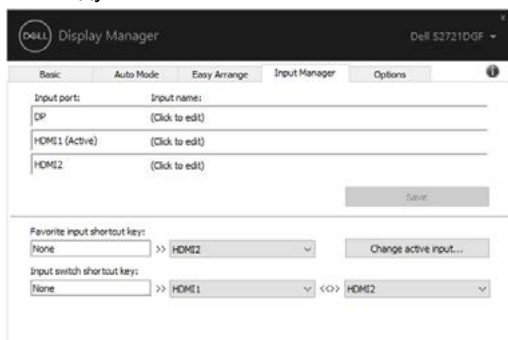 DELL Display Manager
Dell S2721DGF
x
Basic Auto Mode Easy Arrange Input Manager Options i
Input port: Input name:
DP (Click to edit)
HDMI1 (Active) (Click to edit)
HDMI2 (Click to edit)
Save
Favorite input shortcut key:
None >> HDMI2 Change active input...
Input switch shortcut key:
None >> HDMI1 <<>> HDMI2